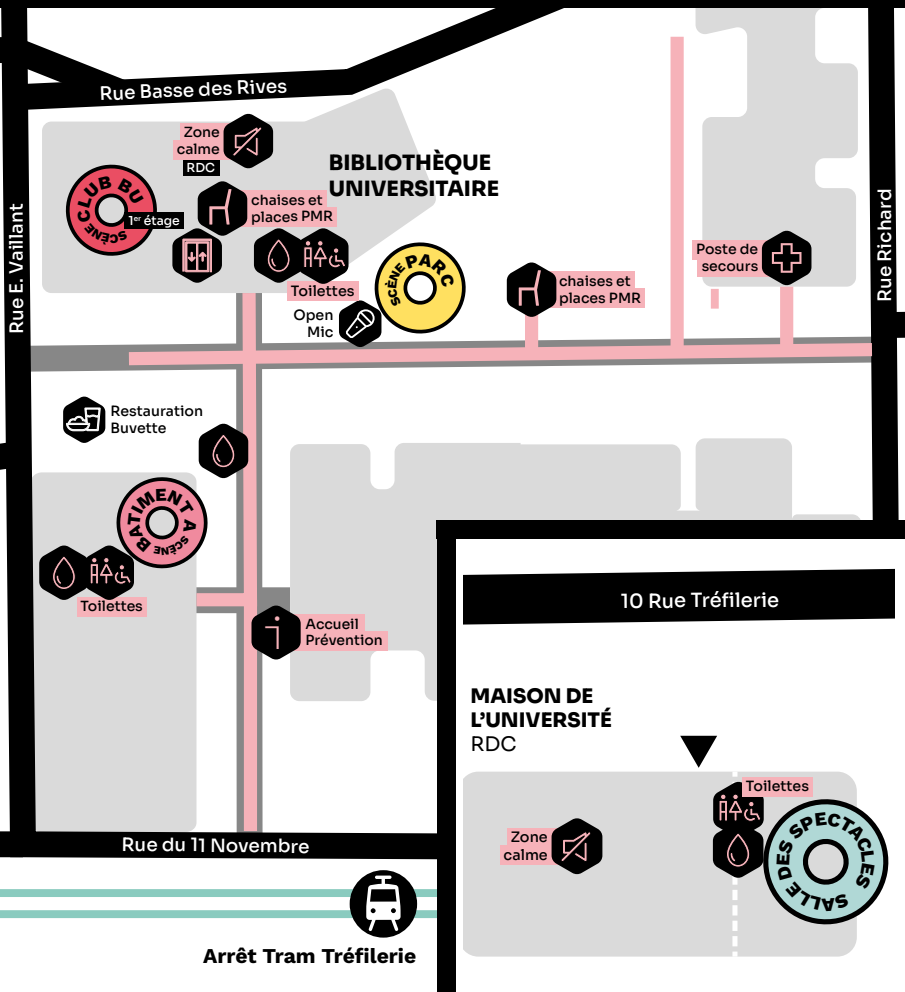 Rue Basse des Rives
Rue E. Vaillant
Rue Richard
Zone
calme
RDC
BIBLIOTHÈQUE
UNIVERSITAIRE
CLUB BU
SCÈNE
1er étage
chaises et
places PMR
Toilettes
SCÈNE PARC
Open
Mic
chaises et
places PMR
Poste de
secours
Restauration
Buvette
BATIMENT A
SCÈNE
Toilettes
Accueil
Prévention
10 Rue Tréfilerie
MAISON DE
L'UNIVERSITÉ
RDC
Toilettes
Zone
calme
SALLE DES SPECTACLES
Rue du 11 Novembre
Arrêt Tram Tréfilerie